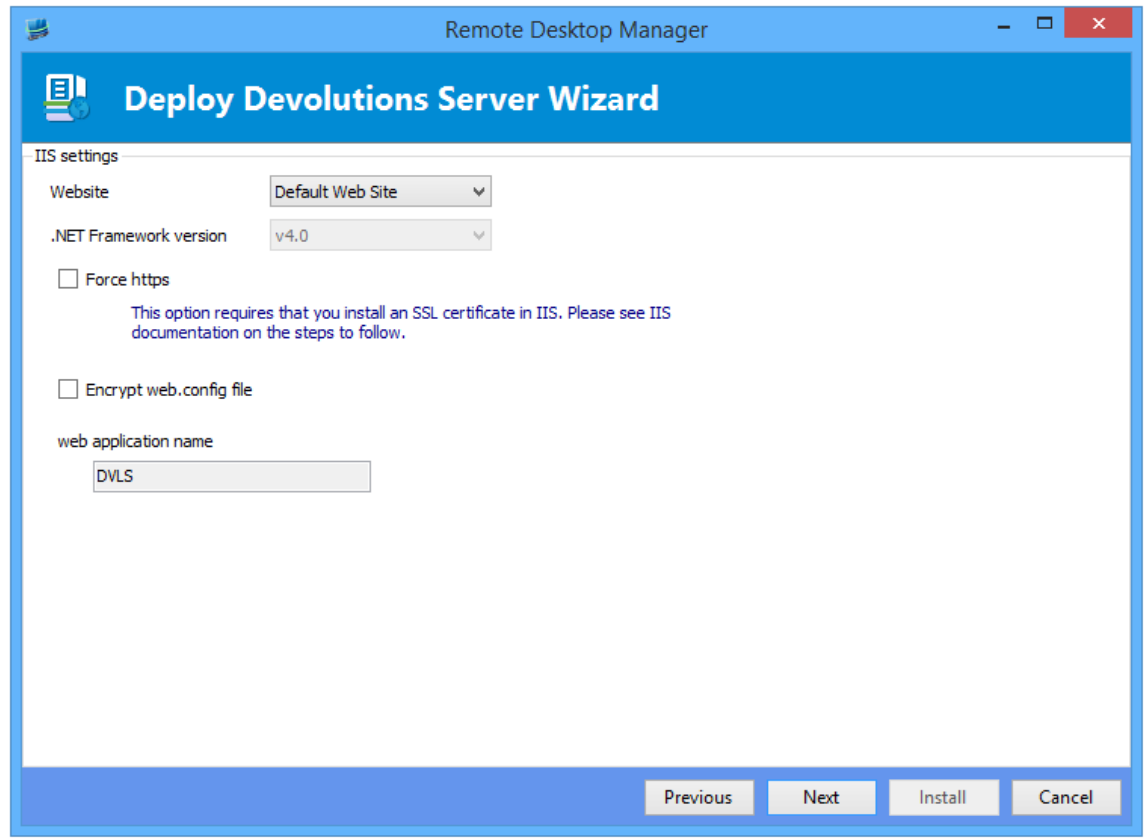 Remote Desktop Manager
Deploy Devolutions Server Wizard
IIS settings
Website
Default Web Site
.NET Framework version
v4.0
Force https
This option requires that you install an SSL certificate in IIS. Please see IIS
documentation on the steps to follow.
Encrypt web.config file
web application name
DVLS
Previous
Next
Install
Cancel